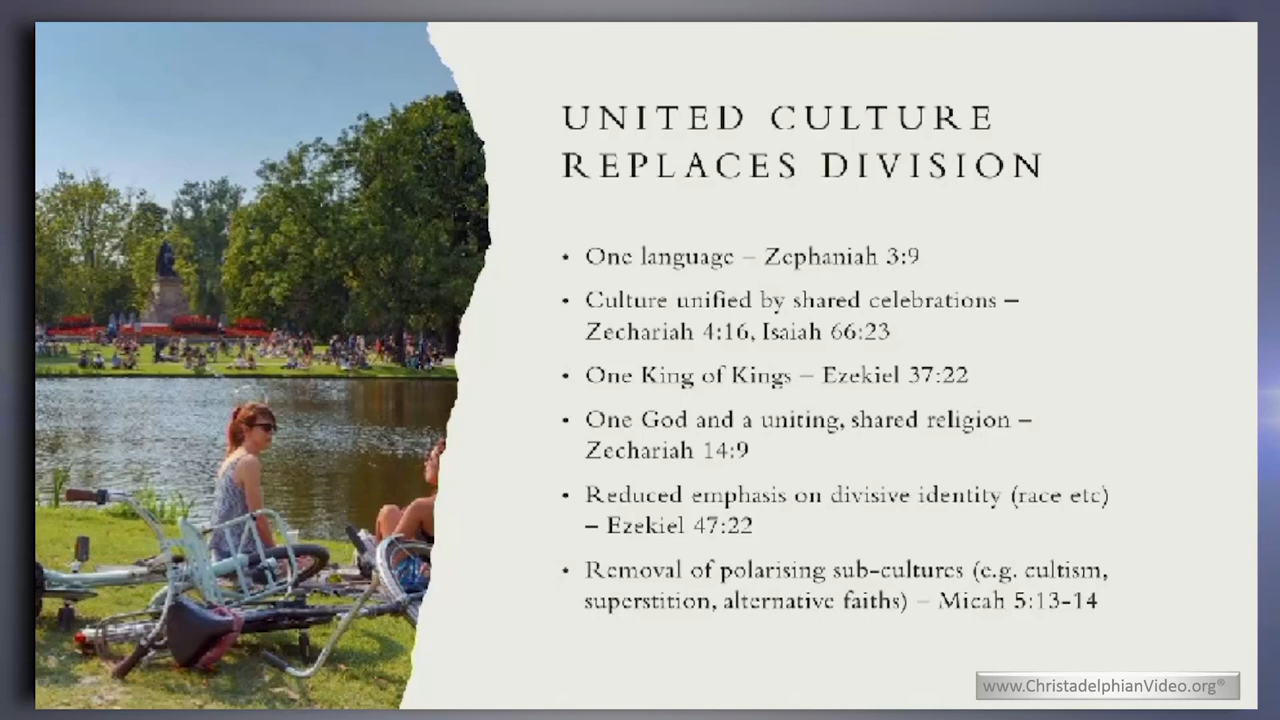 UNITED CULTURE
REPLACES DIVISION
• One language – Zephaniah 3:9
• Culture unified by shared celebrations –
Zechariah 4:16, Isaiah 66:23
• One King of Kings – Ezekiel 37:22
• One God and a uniting, shared religion –
Zechariah 14:9
• Reduced emphasis on divisive identity (race etc)
– Ezekiel 47:22
• Removal of polarising sub-cultures (e.g. cultism,
superstition, alternative faiths) – Micah 5:13-14
www.ChristadelphianVideo.org®